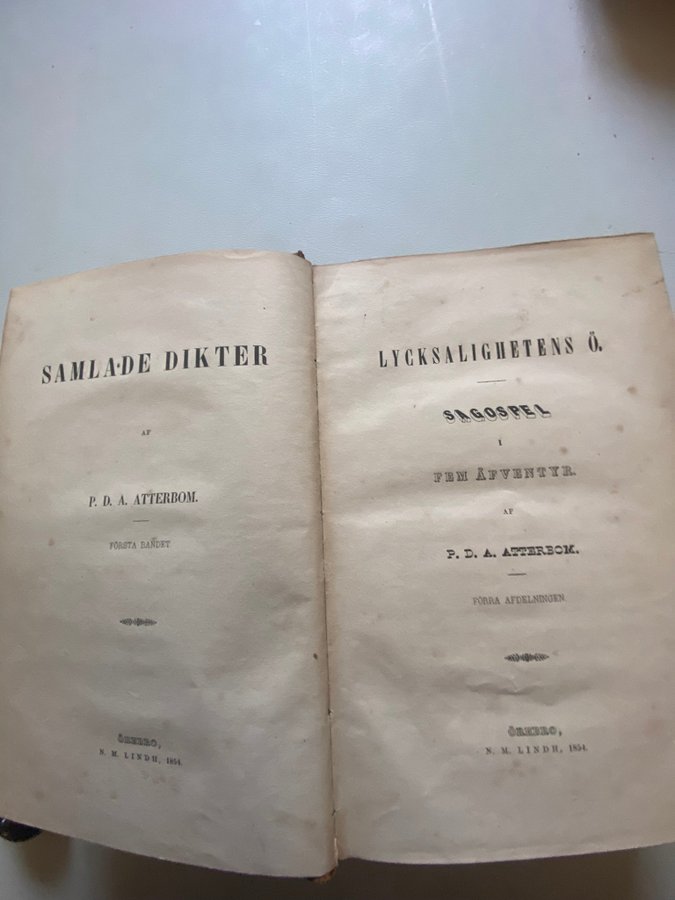 SAMLADE DIKTER
AF
P. D. A. ATTERBOM.
FÖRSTA BANDET
ÖREBRO,
N. M. LINDH, 1854.
LYCKSALIGHETENS Ö.
SAGOSPEL
I
FEM ÄFVENTYR.
AF
P. D. A. ATTERBOM.
FÖRRA AFDELNINGEN
ÖREBRO,
N. M. LINDH, 1854.